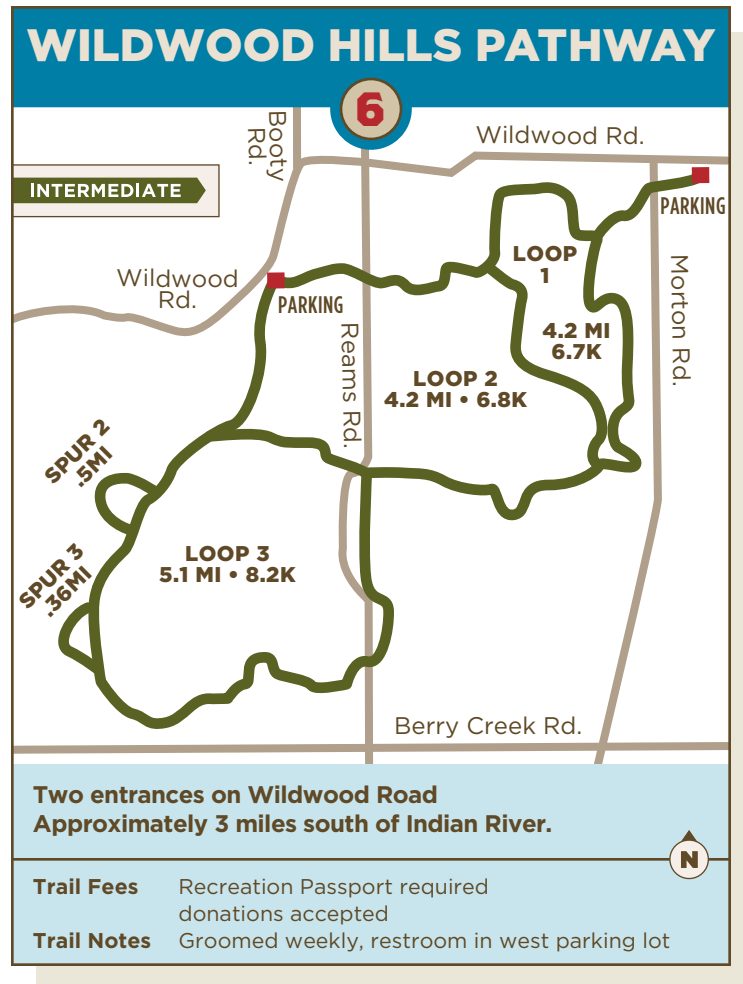 WILDWOOD HILLS PATHWAY
6
Booty
Rd.
Wildwood Rd.
INTERMEDIATE
PARKING
LOOP
1
4.2 MI
6.7K
Morton Rd.
Wildwood
Rd.
PARKING
Reams Rd.
LOOP 2
4.2 MI • 6.8K
SPUR 2
.5MI
SPUR 3
.36MI
LOOP 3
5.1 MI • 8.2K
Berry Creek Rd.
Two entrances on Wildwood Road
Approximately 3 miles south of Indian River.
N
Trail Fees Recreation Passport required
donations accepted
Trail Notes Groomed weekly, restroom in west parking lot